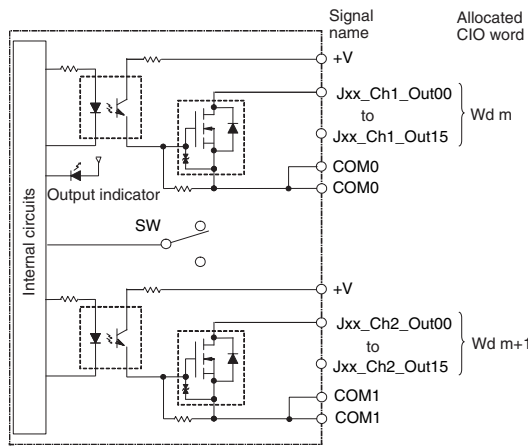 Signal
name
Allocated
CIO word
+V
Jxx_Ch1_Out00
to
Wd m
Jxx_Ch1_Out15
COM0
COM0
Output indicator
Internal circuits
SW
+V
Jxx_Ch2_Out00
to
Wd m+1
Jxx_Ch2_Out15
COM1
COM1